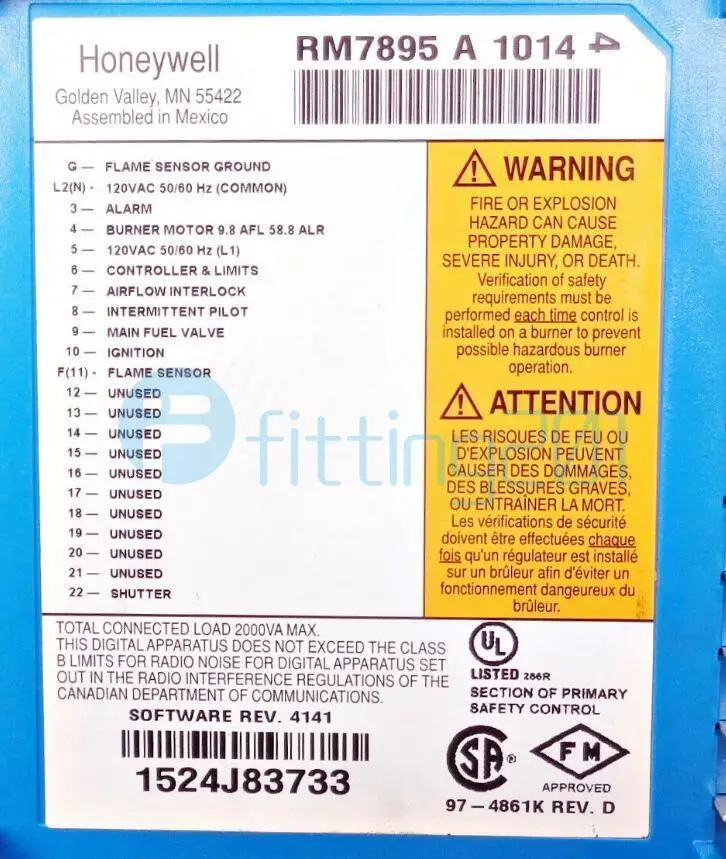 Honeywell
Golden Valley, MN 55422
Assembled in Mexico
RM7895 A 1014 4
G — FLAME SENSOR GROUND
L2(N) - 120VAC 50/60 Hz (COMMON)
3 — ALARM
4 — BURNER MOTOR 9.8 AFL 58.8 ALR
5 — 120VAC 50/60 Hz (L1)
6 — CONTROLLER & LIMITS
7 — AIRFLOW INTERLOCK
8 — INTERMITTENT PILOT
9 — MAIN FUEL VALVE
10 — IGNITION
F(11) - FLAME SENSOR
12 — UNUSED
13 — UNUSED
14 — UNUSED
15 — UNUSED
16 — UNUSED
17 — UNUSED
18 — UNUSED
19 — UNUSED
20 — UNUSED
21 — UNUSED
22 — SHUTTER
WARNING
FIRE OR EXPLOSION
HAZARD CAN CAUSE
PROPERTY DAMAGE,
SEVERE INJURY, OR DEATH.
Verification of safety
requirements must be
performed each time control is
installed on a burner to prevent
possible hazardous burner
operation.
ATTENTION
LES RISQUES DE FEU OU
D'EXPLOSION PEUVENT
CAUSER DES DOMMAGES,
DES BLESSURES GRAVES,
OU ENTRAÎNER LA MORT.
Les vérifications de sécurité
doivent être effectuées chaque
fois qu'un régulateur est installé
sur un brûleur afin d'éviter un
fonctionnement dangeureux du
brûleur.
fitting201
TOTAL CONNECTED LOAD 2000VA MAX.
THIS DIGITAL APPARATUS DOES NOT EXCEED THE CLASS
B LIMITS FOR RADIO NOISE FOR DIGITAL APPARATUS SET
OUT IN THE RADIO INTERFERENCE REGULATIONS OF THE
CANADIAN DEPARTMENT OF COMMUNICATIONS.
SOFTWARE REV. 4141
1524J83733
UL
LISTED 286R
SECTION OF PRIMARY
SAFETY CONTROL
SA ®
FM
APPROVED
97-4861K REV. D